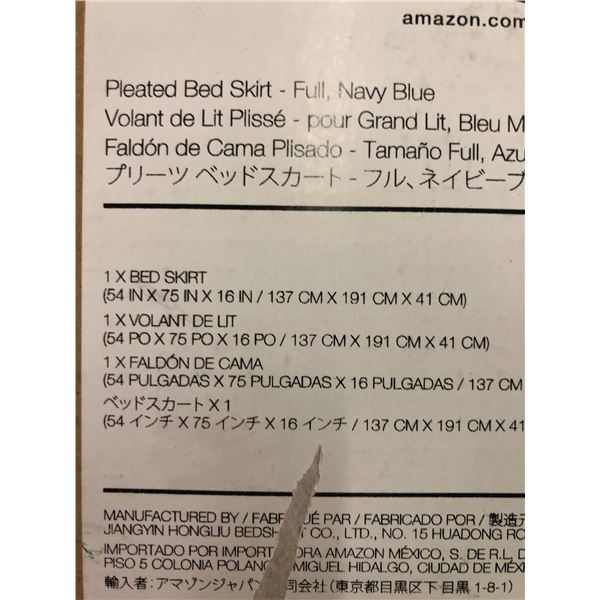 amazon.com
Pleated Bed Skirt - Full, Navy Blue
Volant de Lit Plissé - pour Grand Lit, Bleu M
Faldón de Cama Plisado - Tamaño Full, Azu
プリーツ ベッドスカート - フル、ネイビーブ
1 X BED SKIRT
(54 IN X 75 IN X 16 IN / 137 CM X 191 CM X 41 CM)
1 X VOLANT DE LIT
(54 PO X 75 PO X 16 PO / 137 CM X 191 CM X 41 CM)
1 X FALDÓN DE CAMA
(54 PULGADAS X 75 PULGADAS X 16 PULGADAS / 137 CM
ベッドスカート X 1
(54 インチ X 75 インチ X 16 インチ / 137 CM X 191 CM X 41
MANUFACTURED BY / FABRIQUÉ PAR / FABRICADO POR / 製造元
JIANGYIN HONGLIU CO., LTD., NO. 15 HUADONG RO
IMPORTADO POR AMAZON MÉXICO, S. DE R.L. D
PISO 5 COLONIA MIGUEL HIDALGO, CIUDAD DE MÉX
輸入者: アマゾンジャパン 会社 (東京都目黒区下目黒 1-8-1)